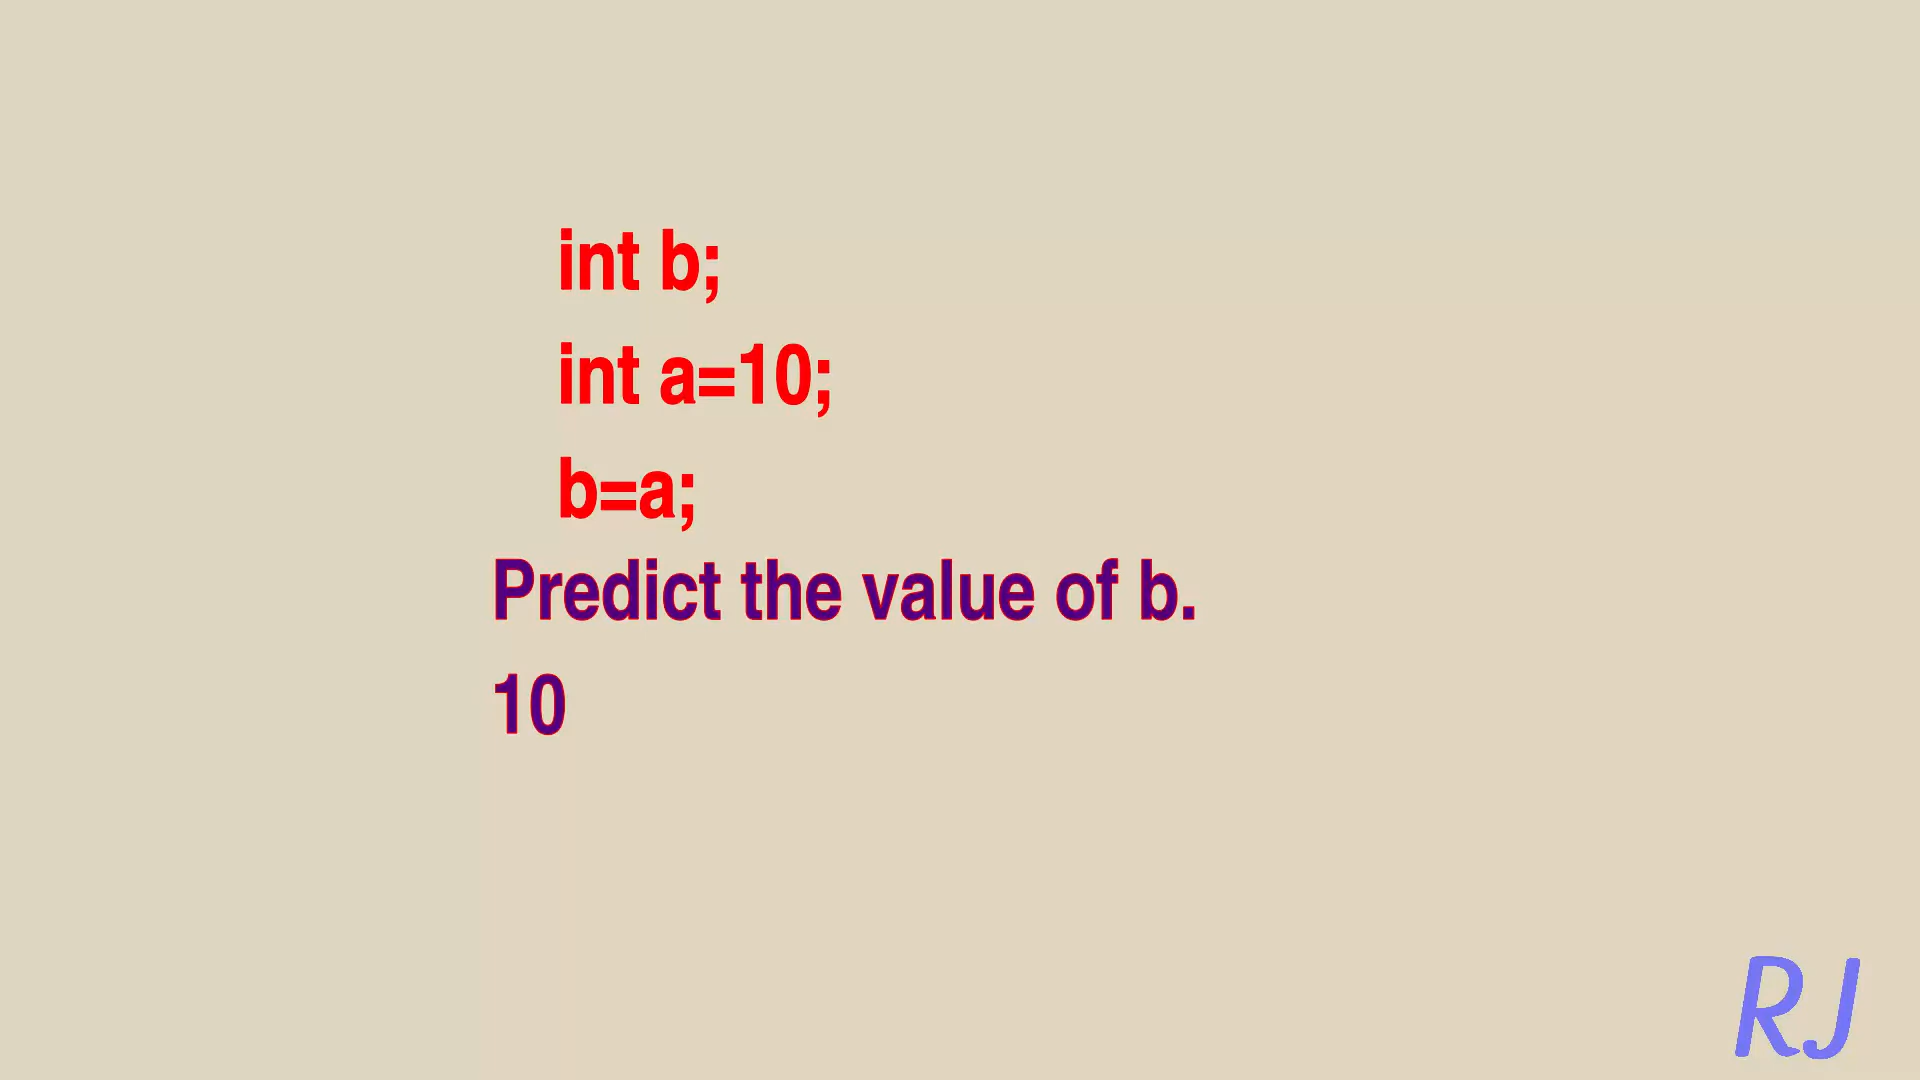 int b;
int a=10;
b=a;
Predict the value of b.
10
RJ